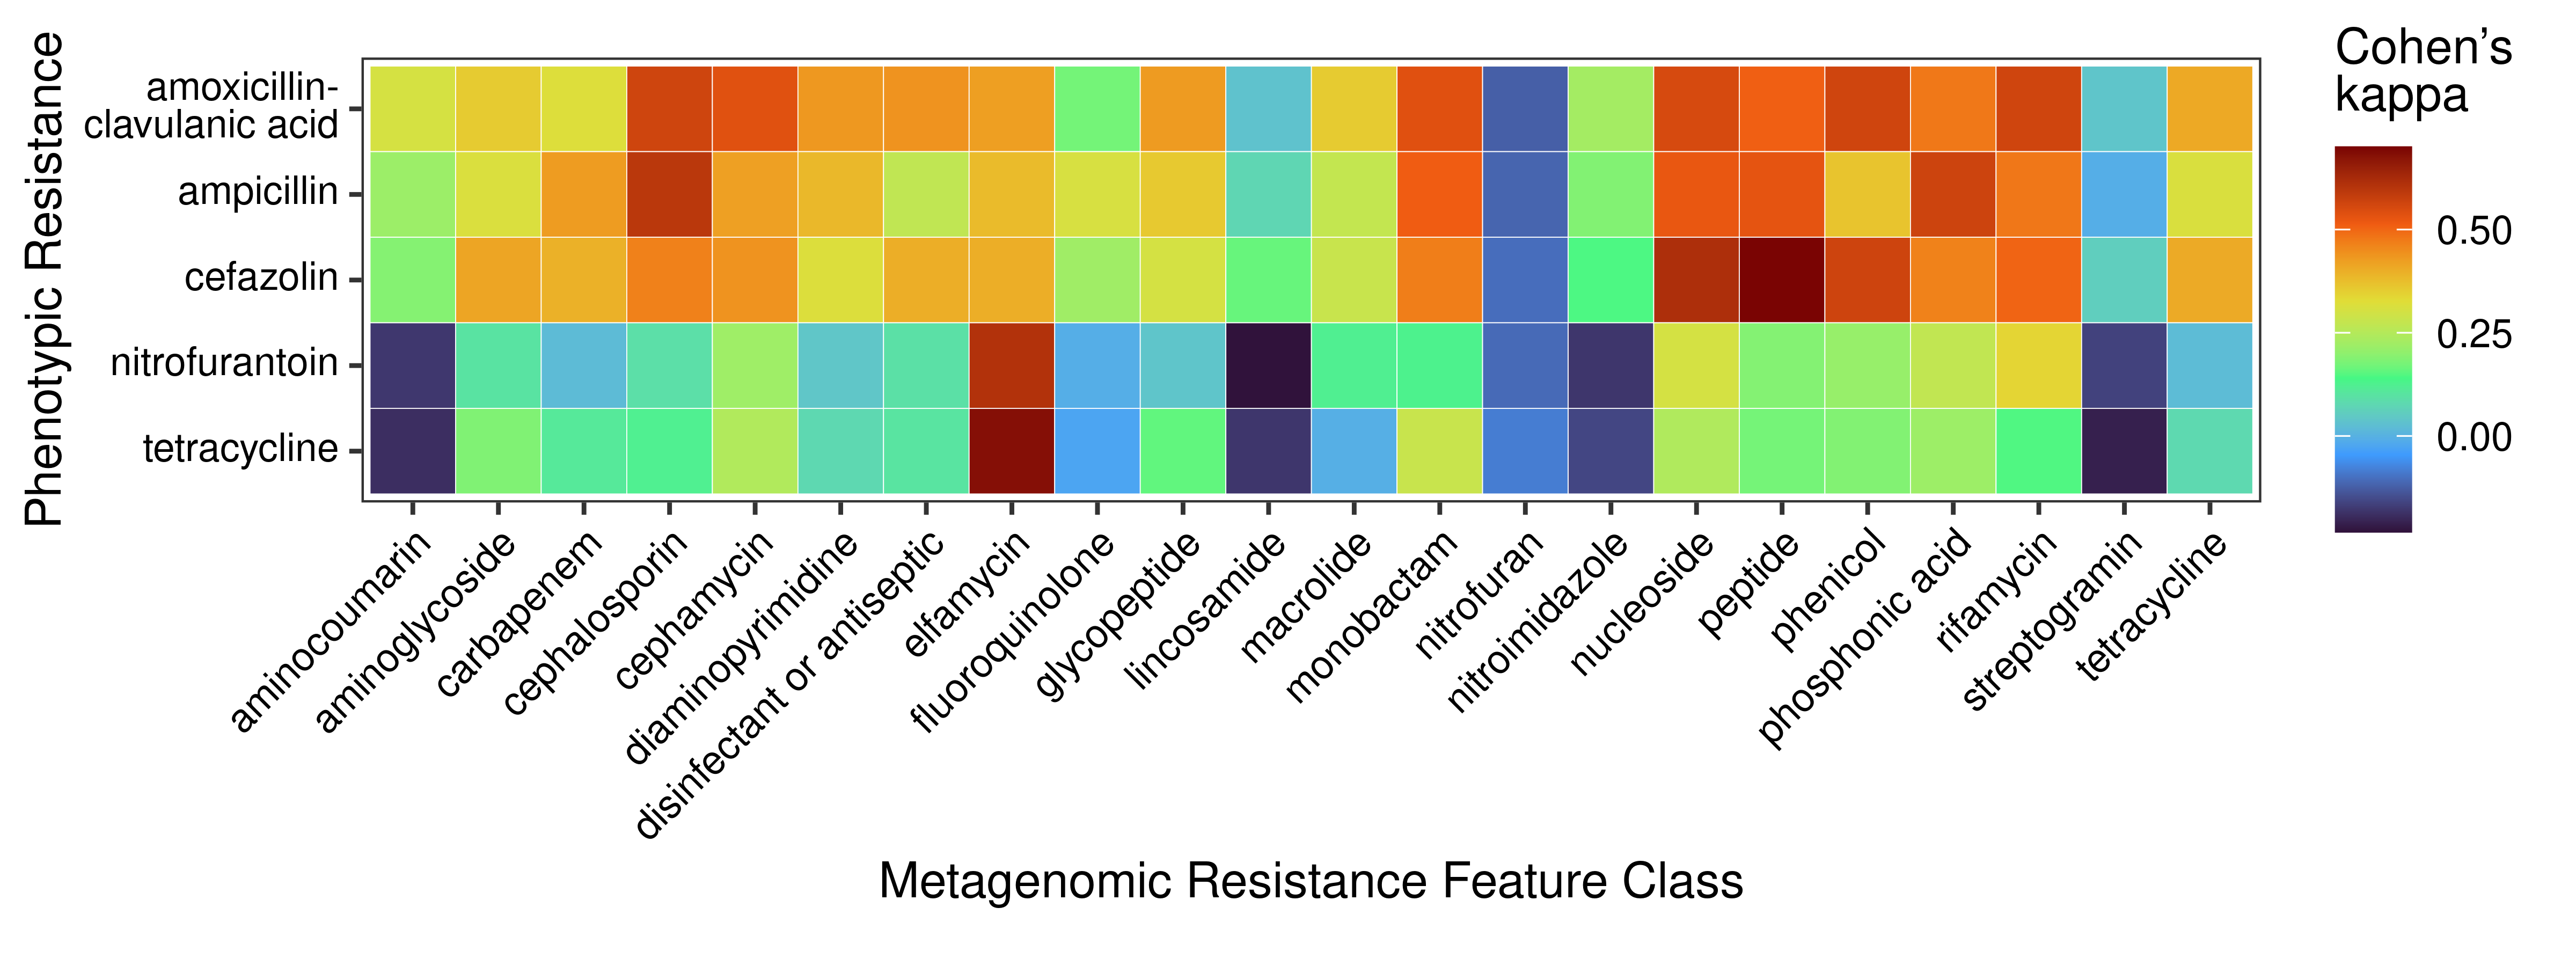 Phenotypic Resistance
amoxicillin-
clavulanic acid
ampicillin
cefazolin
nitrofurantoin
tetracycline
aminocoumarin
aminoglycoside
carbapenem
cephalosporin
cephamycin
diaminopyrimidine
disinfectant or antiseptic
elfamycin
fluoroquinolone
glycopeptide
lincosamide
macrolide
monobactam
nitrofuran
nitroimidazole
nucleoside
peptide
phenicol
phosphonic acid
rifamycin
streptogramin
tetracycline
Metagenomic Resistance Feature Class
Cohen's
kappa
0.50
0.25
0.00